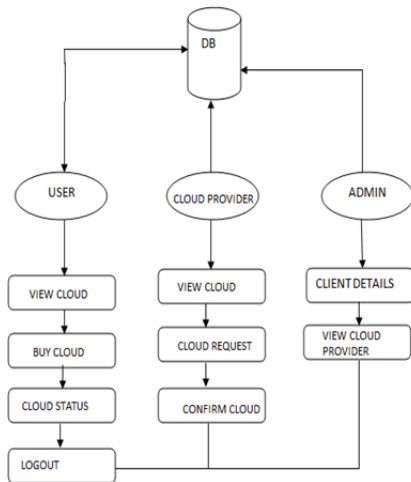 DB
USER
CLOUD PROVIDER
ADMIN
VIEW CLOUD
VIEW CLOUD
CLIENT DETAILS
BUY CLOUD
CLOUD REQUEST
VIEW CLOUD
PROVIDER
CLOUD STATUS
CONFIRM CLOUD
LOGOUT